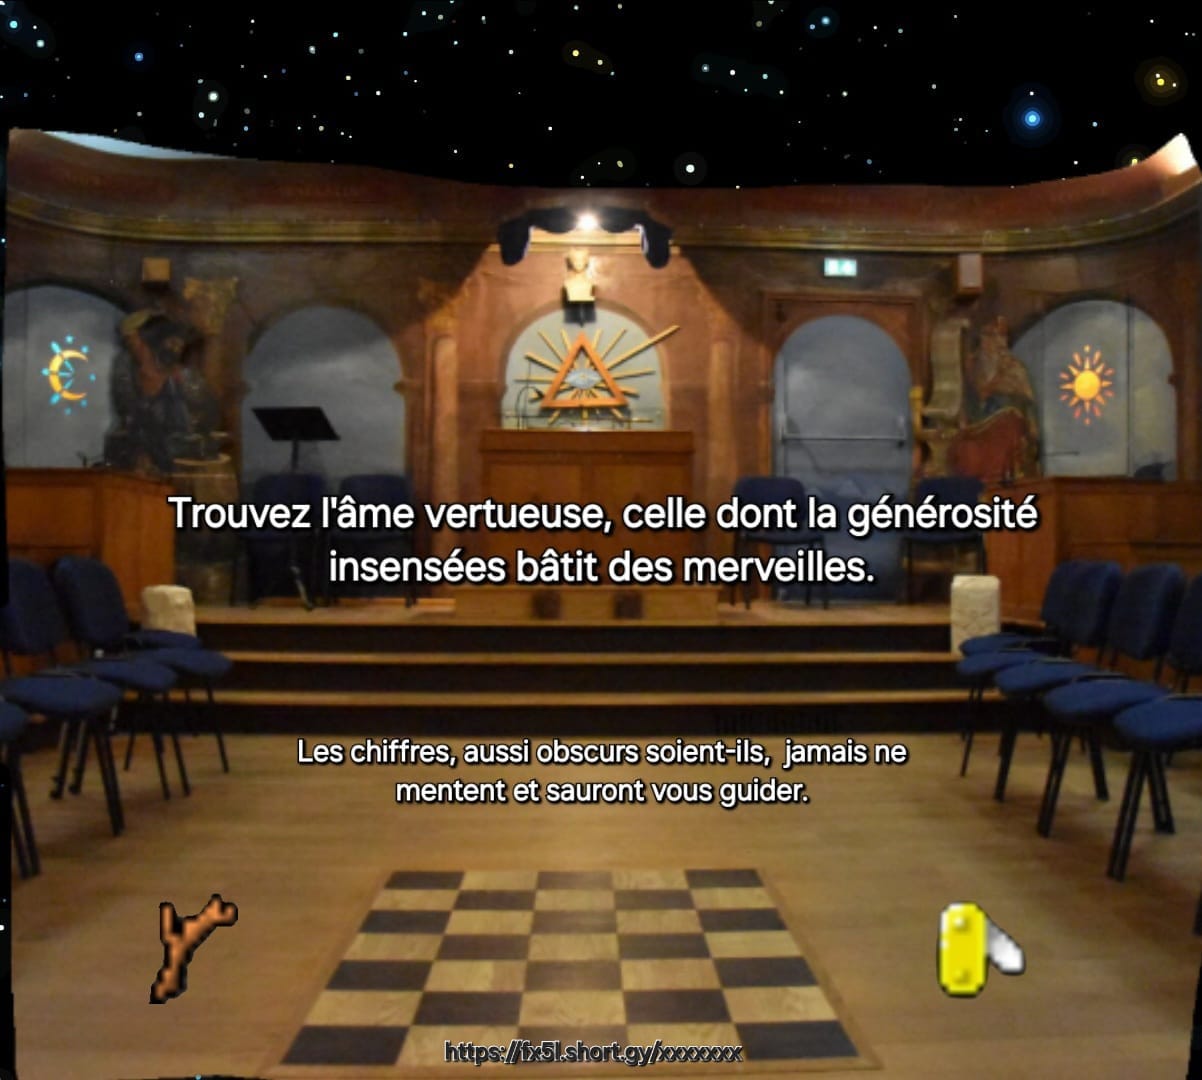 Trouvez l'âme vertueuse, celle dont la générosité
insensées bâtit des merveilles.
Les chiffres, aussi obscurs soient-ils, jamais ne
mentent et sauront vous guider.
https://fx5l.short.gy/xxxxxxx